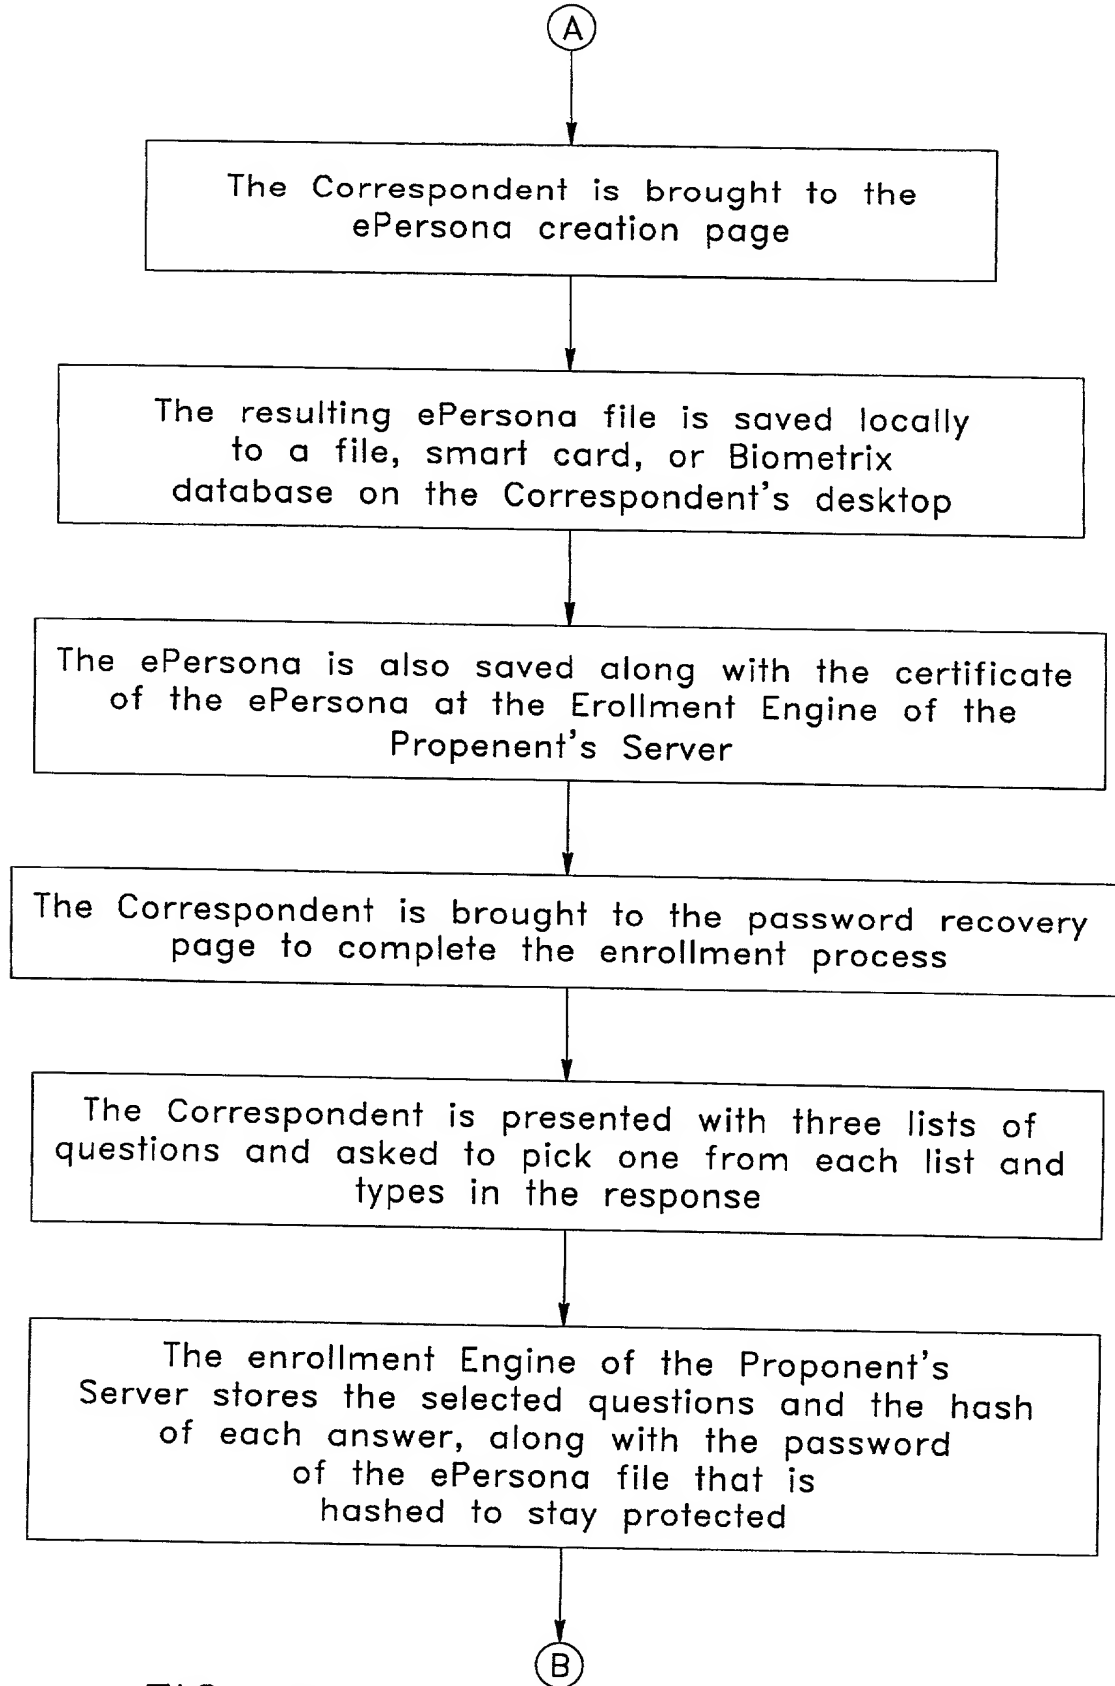 A
The Correspondent is brought to the
ePersona creation page
The resulting ePersona file is saved locally
to a file, smart card, or Biometrix
database on the Correspondent's desktop
The ePersona is also saved along with the certificate
of the ePersona at the Erollment Engine of the
Propenent's Server
The Correspondent is brought to the password recovery
page to complete the enrollment process
The Correspondent is presented with three lists of
questions and asked to pick one from each list and
types in the response
The enrollment Engine of the Proponent's
Server stores the selected questions and the hash
of each answer, along with the password
of the ePersona file that is
hashed to stay protected
B